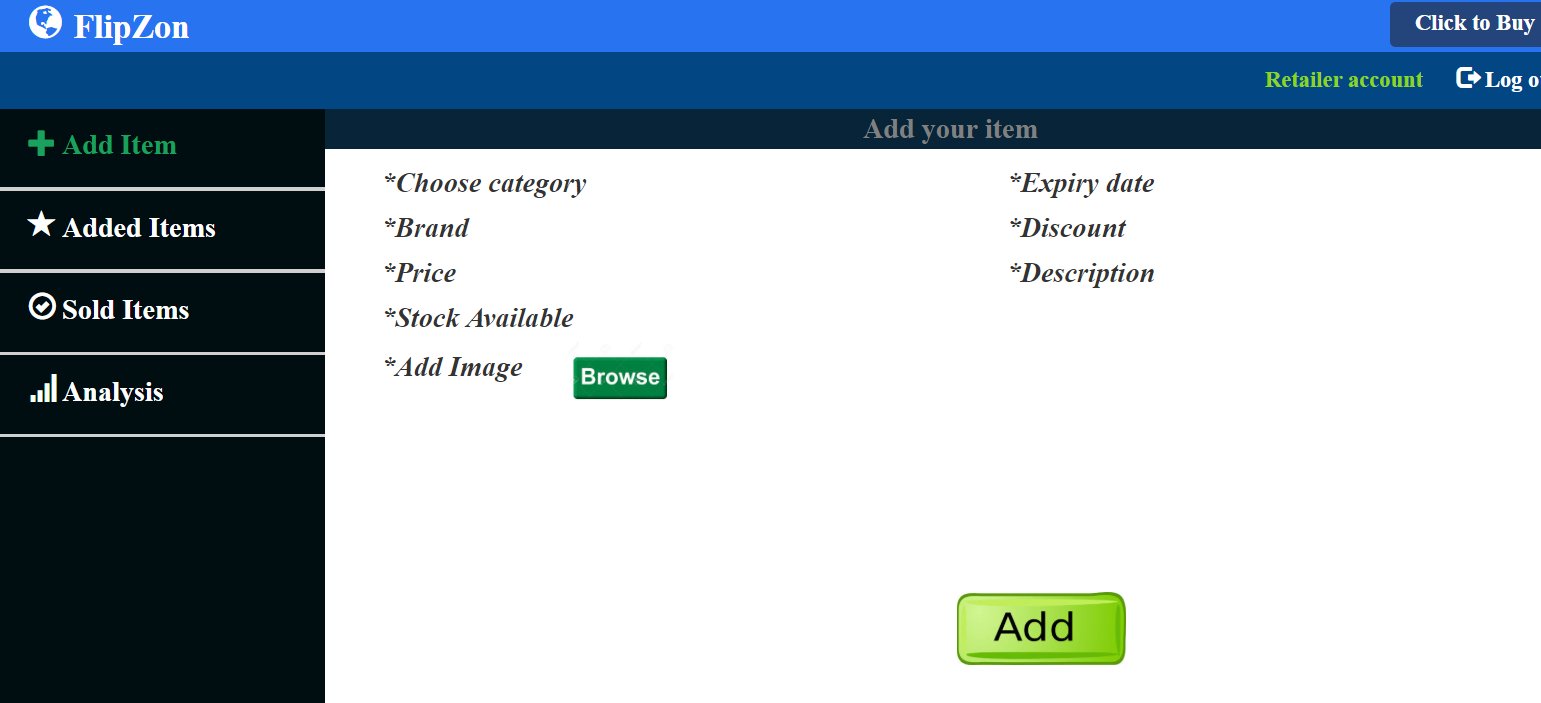 FlipZon
Click to Buy
Retailer account
Log o
Add Item
Added Items
Sold Items
Analysis
Add your item
*Choose category
*Brand
*Price
*Stock Available
*Add Image
Browse
*Expiry date
*Discount
*Description
Add